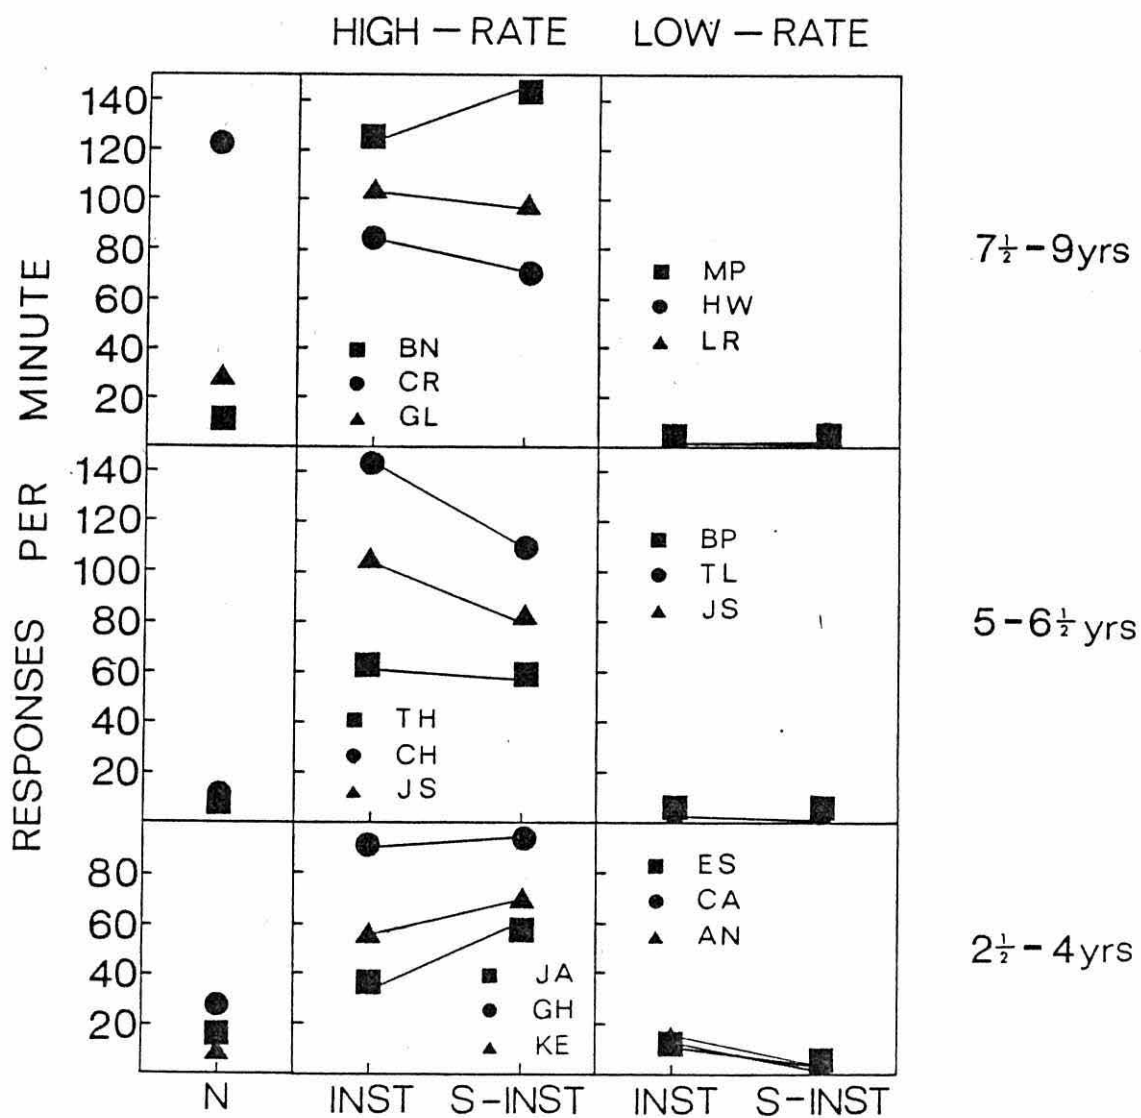 HIGH – RATE LOW – RATE
RESPONSES PER MINUTE
140
120
100
80
60
40
20
BN
CR
GL
MP
HW
LR
7½ – 9yrs
140
120
100
80
60
40
20
TH
CH
JS
BP
TL
JS
5 – 6½ yrs
80
60
40
20
JA
GH
KE
ES
CA
AN
2½ – 4yrs
N INST S-INST INST S-INST